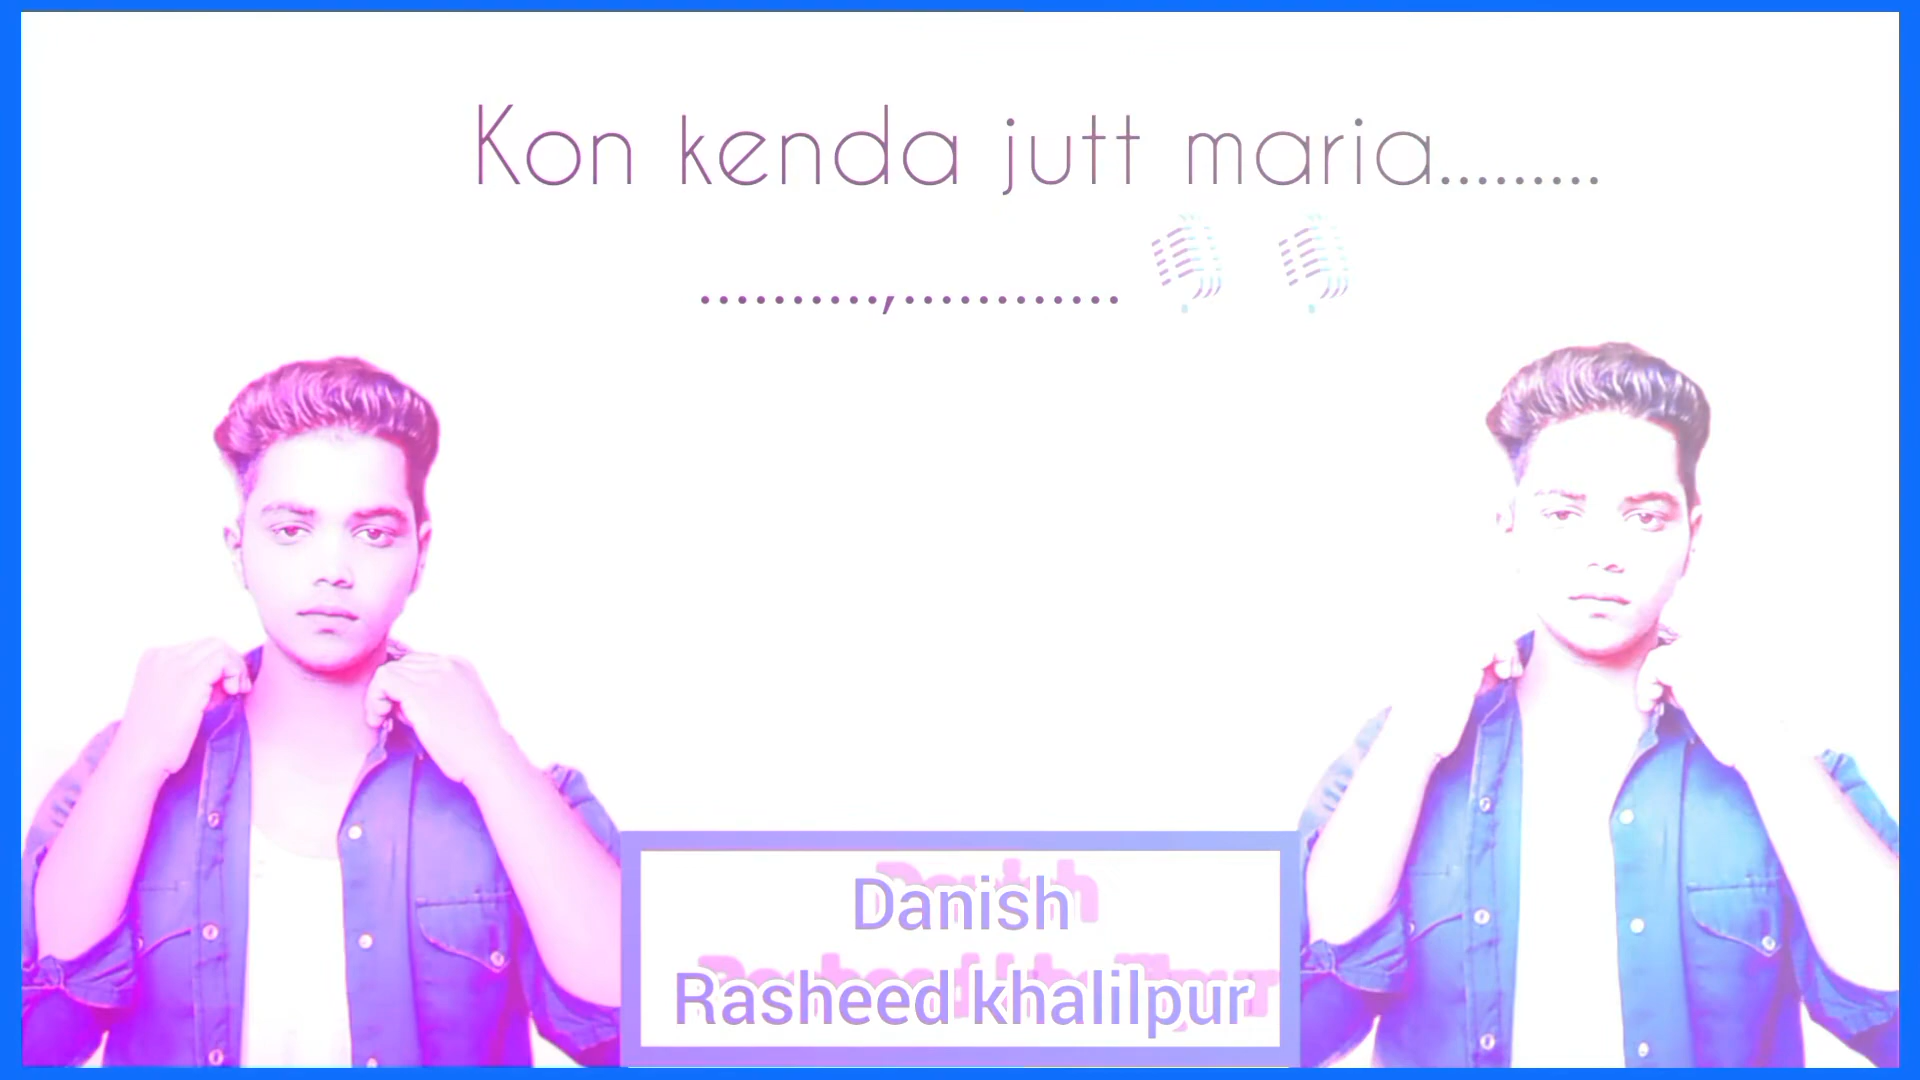 Kon kenda jutt maria.........
..........,............ 🎙 🎙
Danish
Rasheed khalilpur